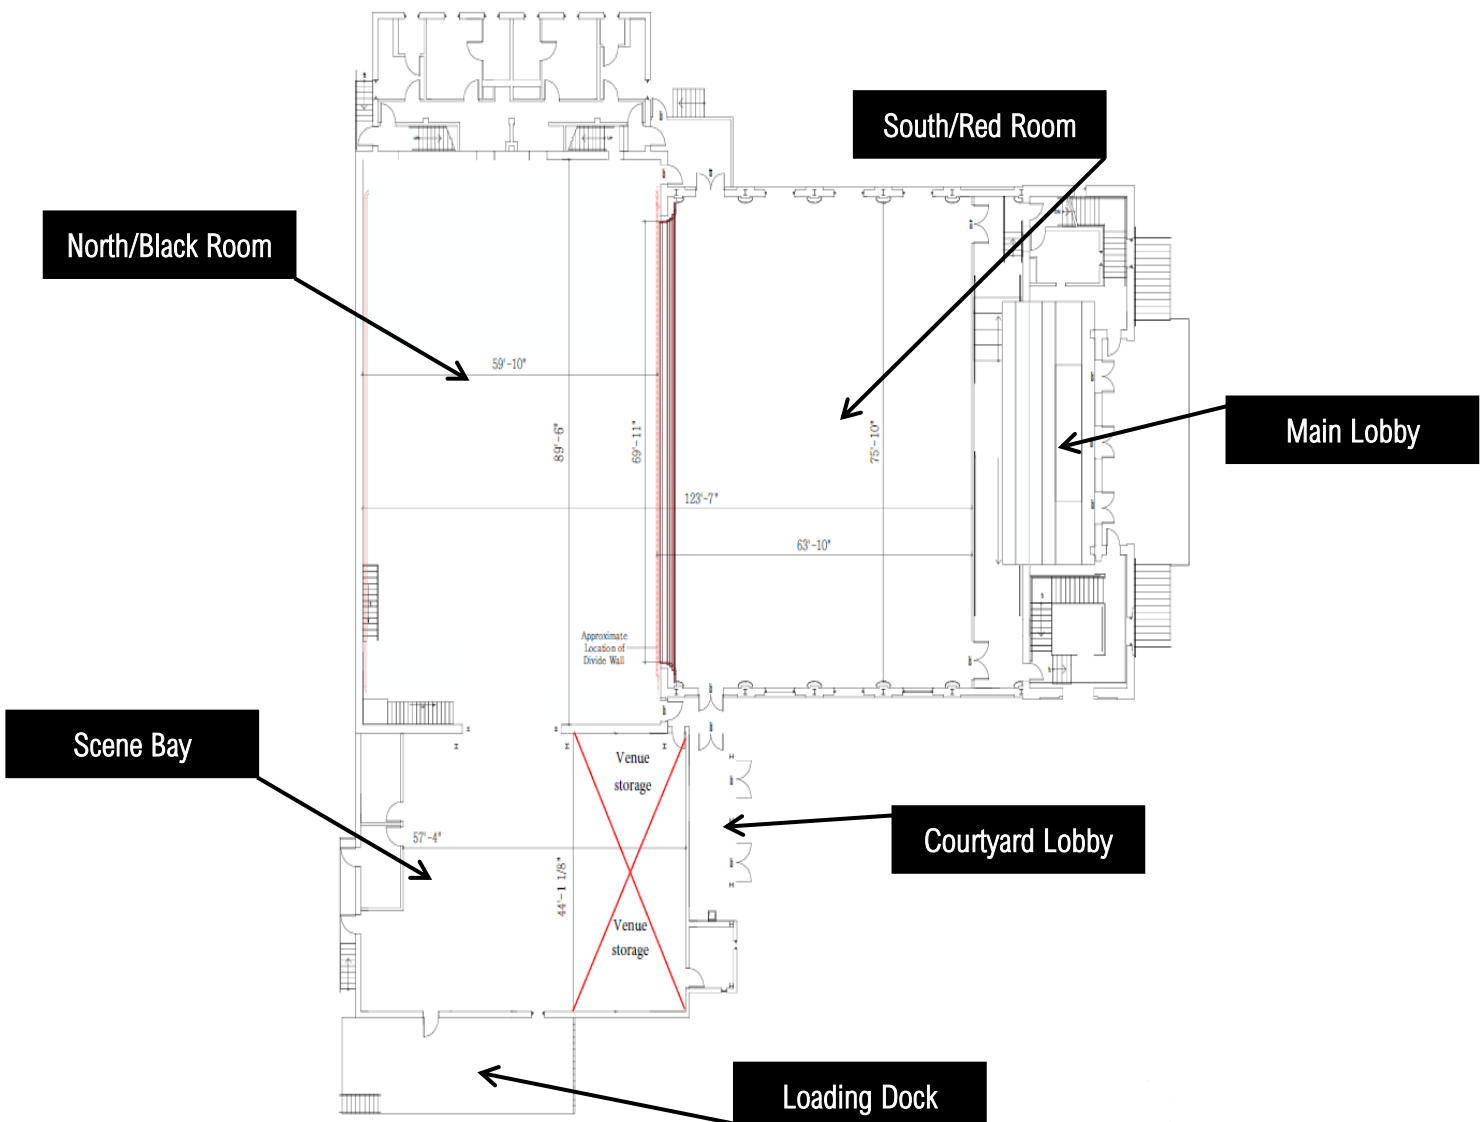 South/Red Room
North/Black Room
59'-10"
89'-6"
69'-11"
75'-10"
Main Lobby
123'-7"
63'-10"
Approximate
Location of
Divide Wall
Scene Bay
Venue
storage
57'-4"
Courtyard Lobby
44'-1 1/8"
Venue
storage
Loading Dock